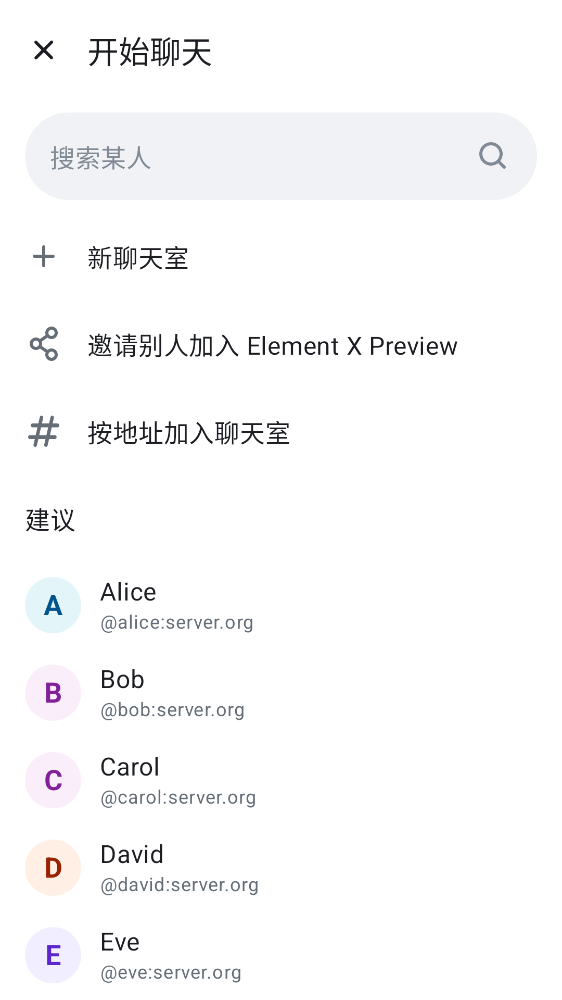 开始聊天
搜索某人
新聊天室
邀请别人加入 Element X Preview
按地址加入聊天室
建议
A
Alice
@alice:server.org
B
Bob
@bob:server.org
C
Carol
@carol:server.org
D
David
@david:server.org
E
Eve
@eve:server.org